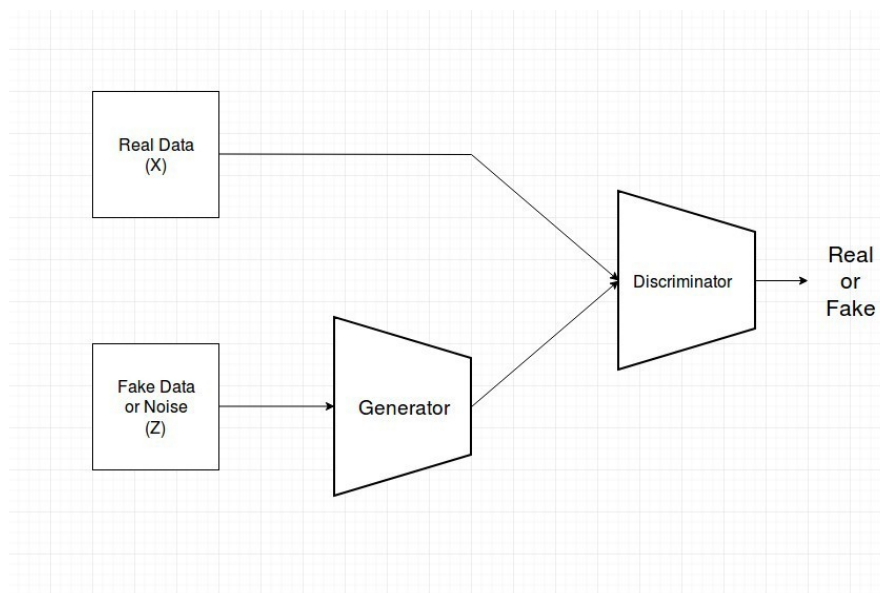 Real Data
(X)
Fake Data
or Noise
(Z)
Generator
Discriminator
Real
or
Fake